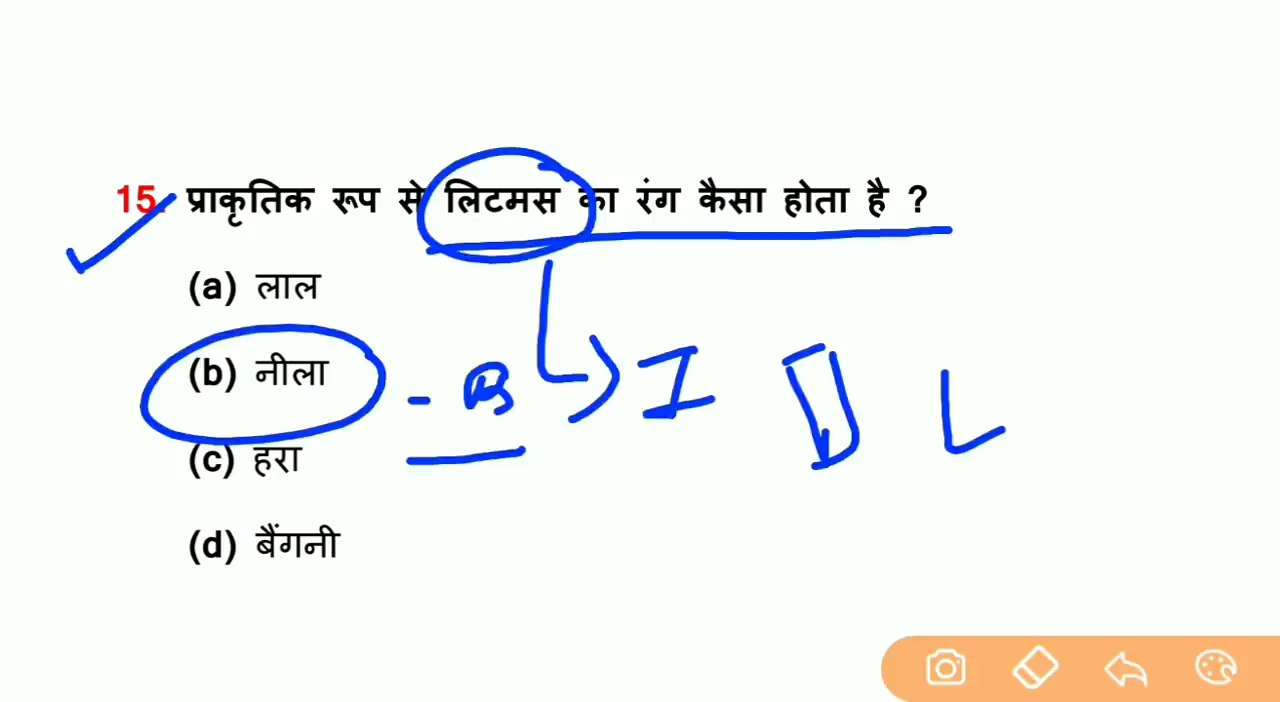 15. प्राकृतिक रूप से लिटमस का रंग कैसा होता है ?
(a) लाल
(b) नीला
(c) हरा
(d) बैंगनी